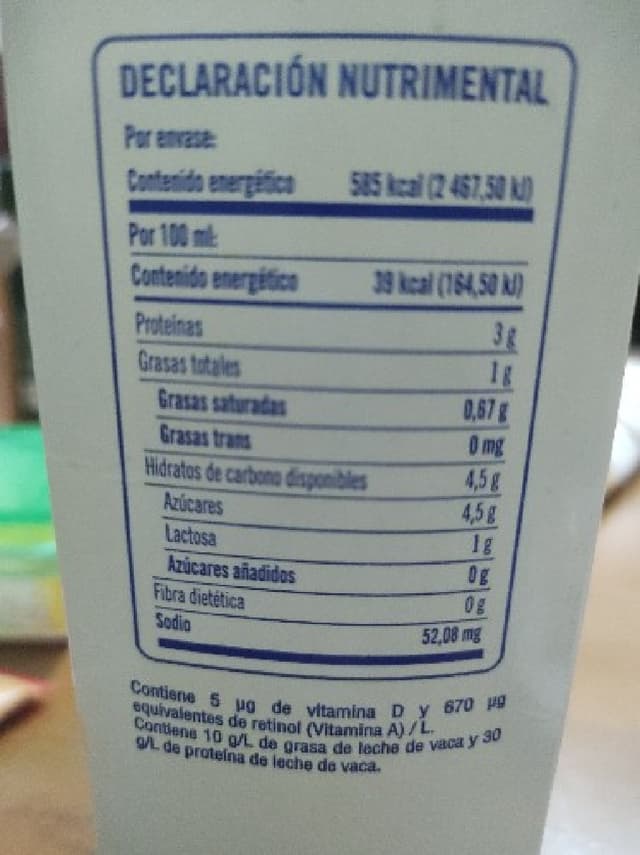 DECLARACIÓN NUTRIMENTAL
Por envase:
Contenido energético 585 kcal (2 467,50 kJ)
Por 100 ml:
Contenido energético 39 kcal (164,50 kJ)
Proteínas 3 g
Grasas totales 1 g
Grasas saturadas 0,67 g
Grasas trans 0 mg
Hidratos de carbono disponibles 4,5 g
Azúcares 4,5 g
Lactosa 1 g
Azúcares añadidos 0 g
Fibra dietética 0 g
Sodio 52,08 mg
Contiene 5 µg de vitamina D y 670 µg
equivalentes de retinol (Vitamina A) / L.
Contiene 10 g/L de grasa de leche de vaca y 30
g/L de proteína de leche de vaca.